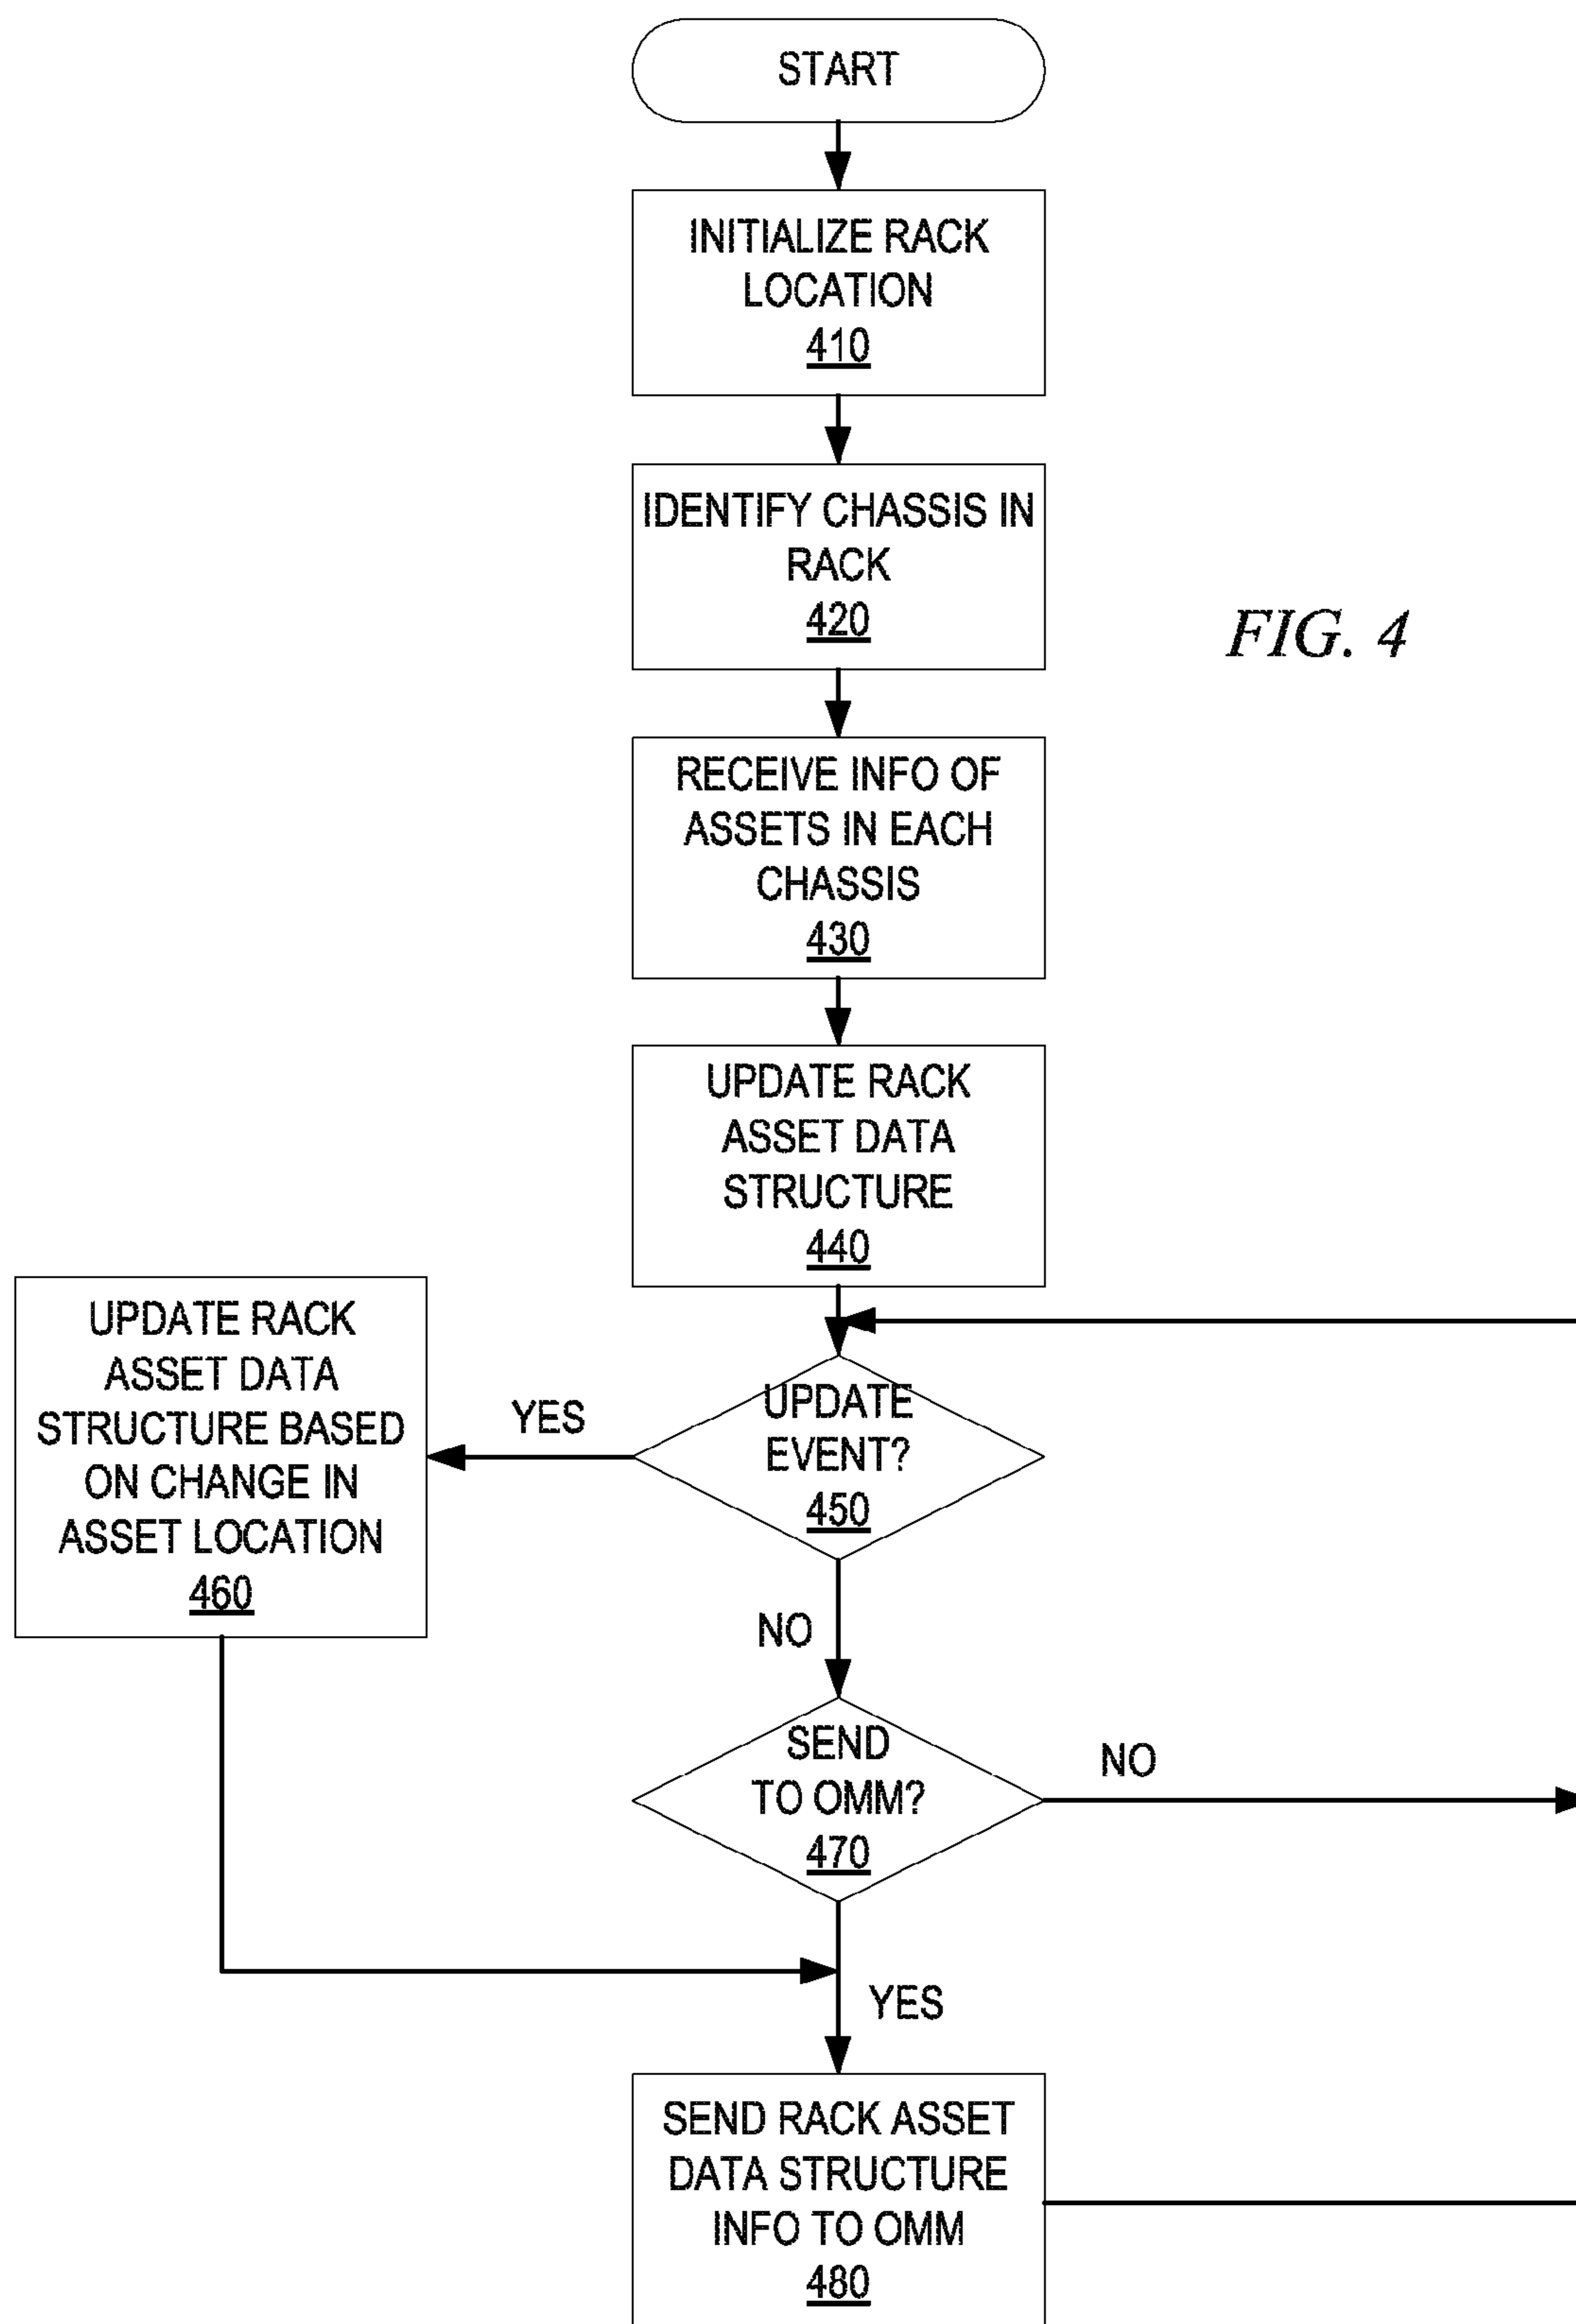 START
INITIALIZE RACK
LOCATION
410
IDENTIFY CHASSIS IN
RACK
420
FIG. 4
RECEIVE INFO OF
ASSETS IN EACH
CHASSIS
430
UPDATE RACK
ASSET DATA
STRUCTURE
440
UPDATE RACK
ASSET DATA
STRUCTURE BASED
ON CHANGE IN
ASSET LOCATION
460
YES
UPDATE
EVENT?
450
NO
SEND
TO OMM?
470
NO
YES
SEND RACK ASSET
DATA STRUCTURE
INFO TO OMM
480